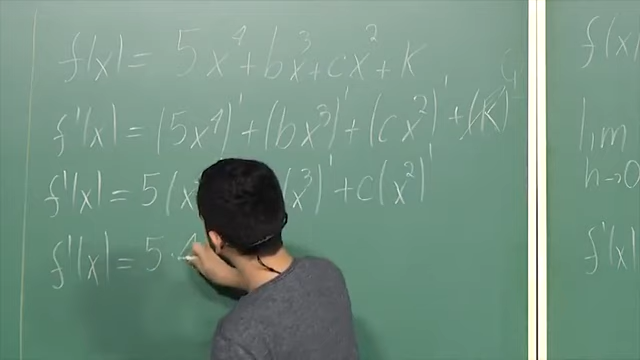 f(x) = 5x⁴ + bx³ + cx² + K
f'(x) = (5x⁴)' + (bx³)' + (cx²)' + (K)'
f'(x) = 5(x (x³)' + c(x²)'
f'(x) = 5·4
f(x)
lim
h→0
f'(x)